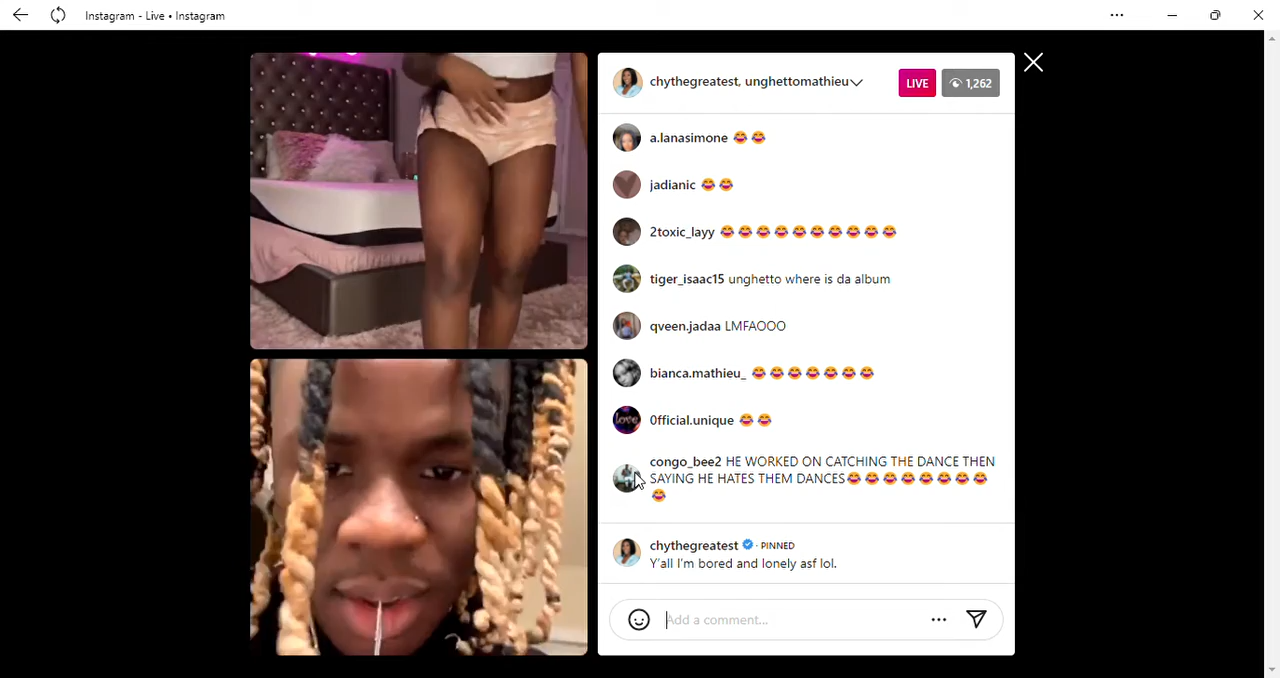 Instagram - Live • Instagram
chythegreatest, unghettomathieu
LIVE
1,262
a.lanasimone 😂😂
jadianic 😂😂
2toxic_layy 😂😂😂😂😂😂😂😂😂😂
tiger_isaac15 unghetto where is da album
qveen.jadaa LMFAOOO
bianca.mathieu_ 😂😂😂😂😂😂😂
0fficial.unique 😂😂
love
congo_bee2 HE WORKED ON CATCHING THE DANCE THEN
SAYING HE HATES THEM DANCES😂😂😂😂😂😂😂😂
😂
chythegreatest · PINNED
Y'all I'm bored and lonely asf lol.
Add a comment...